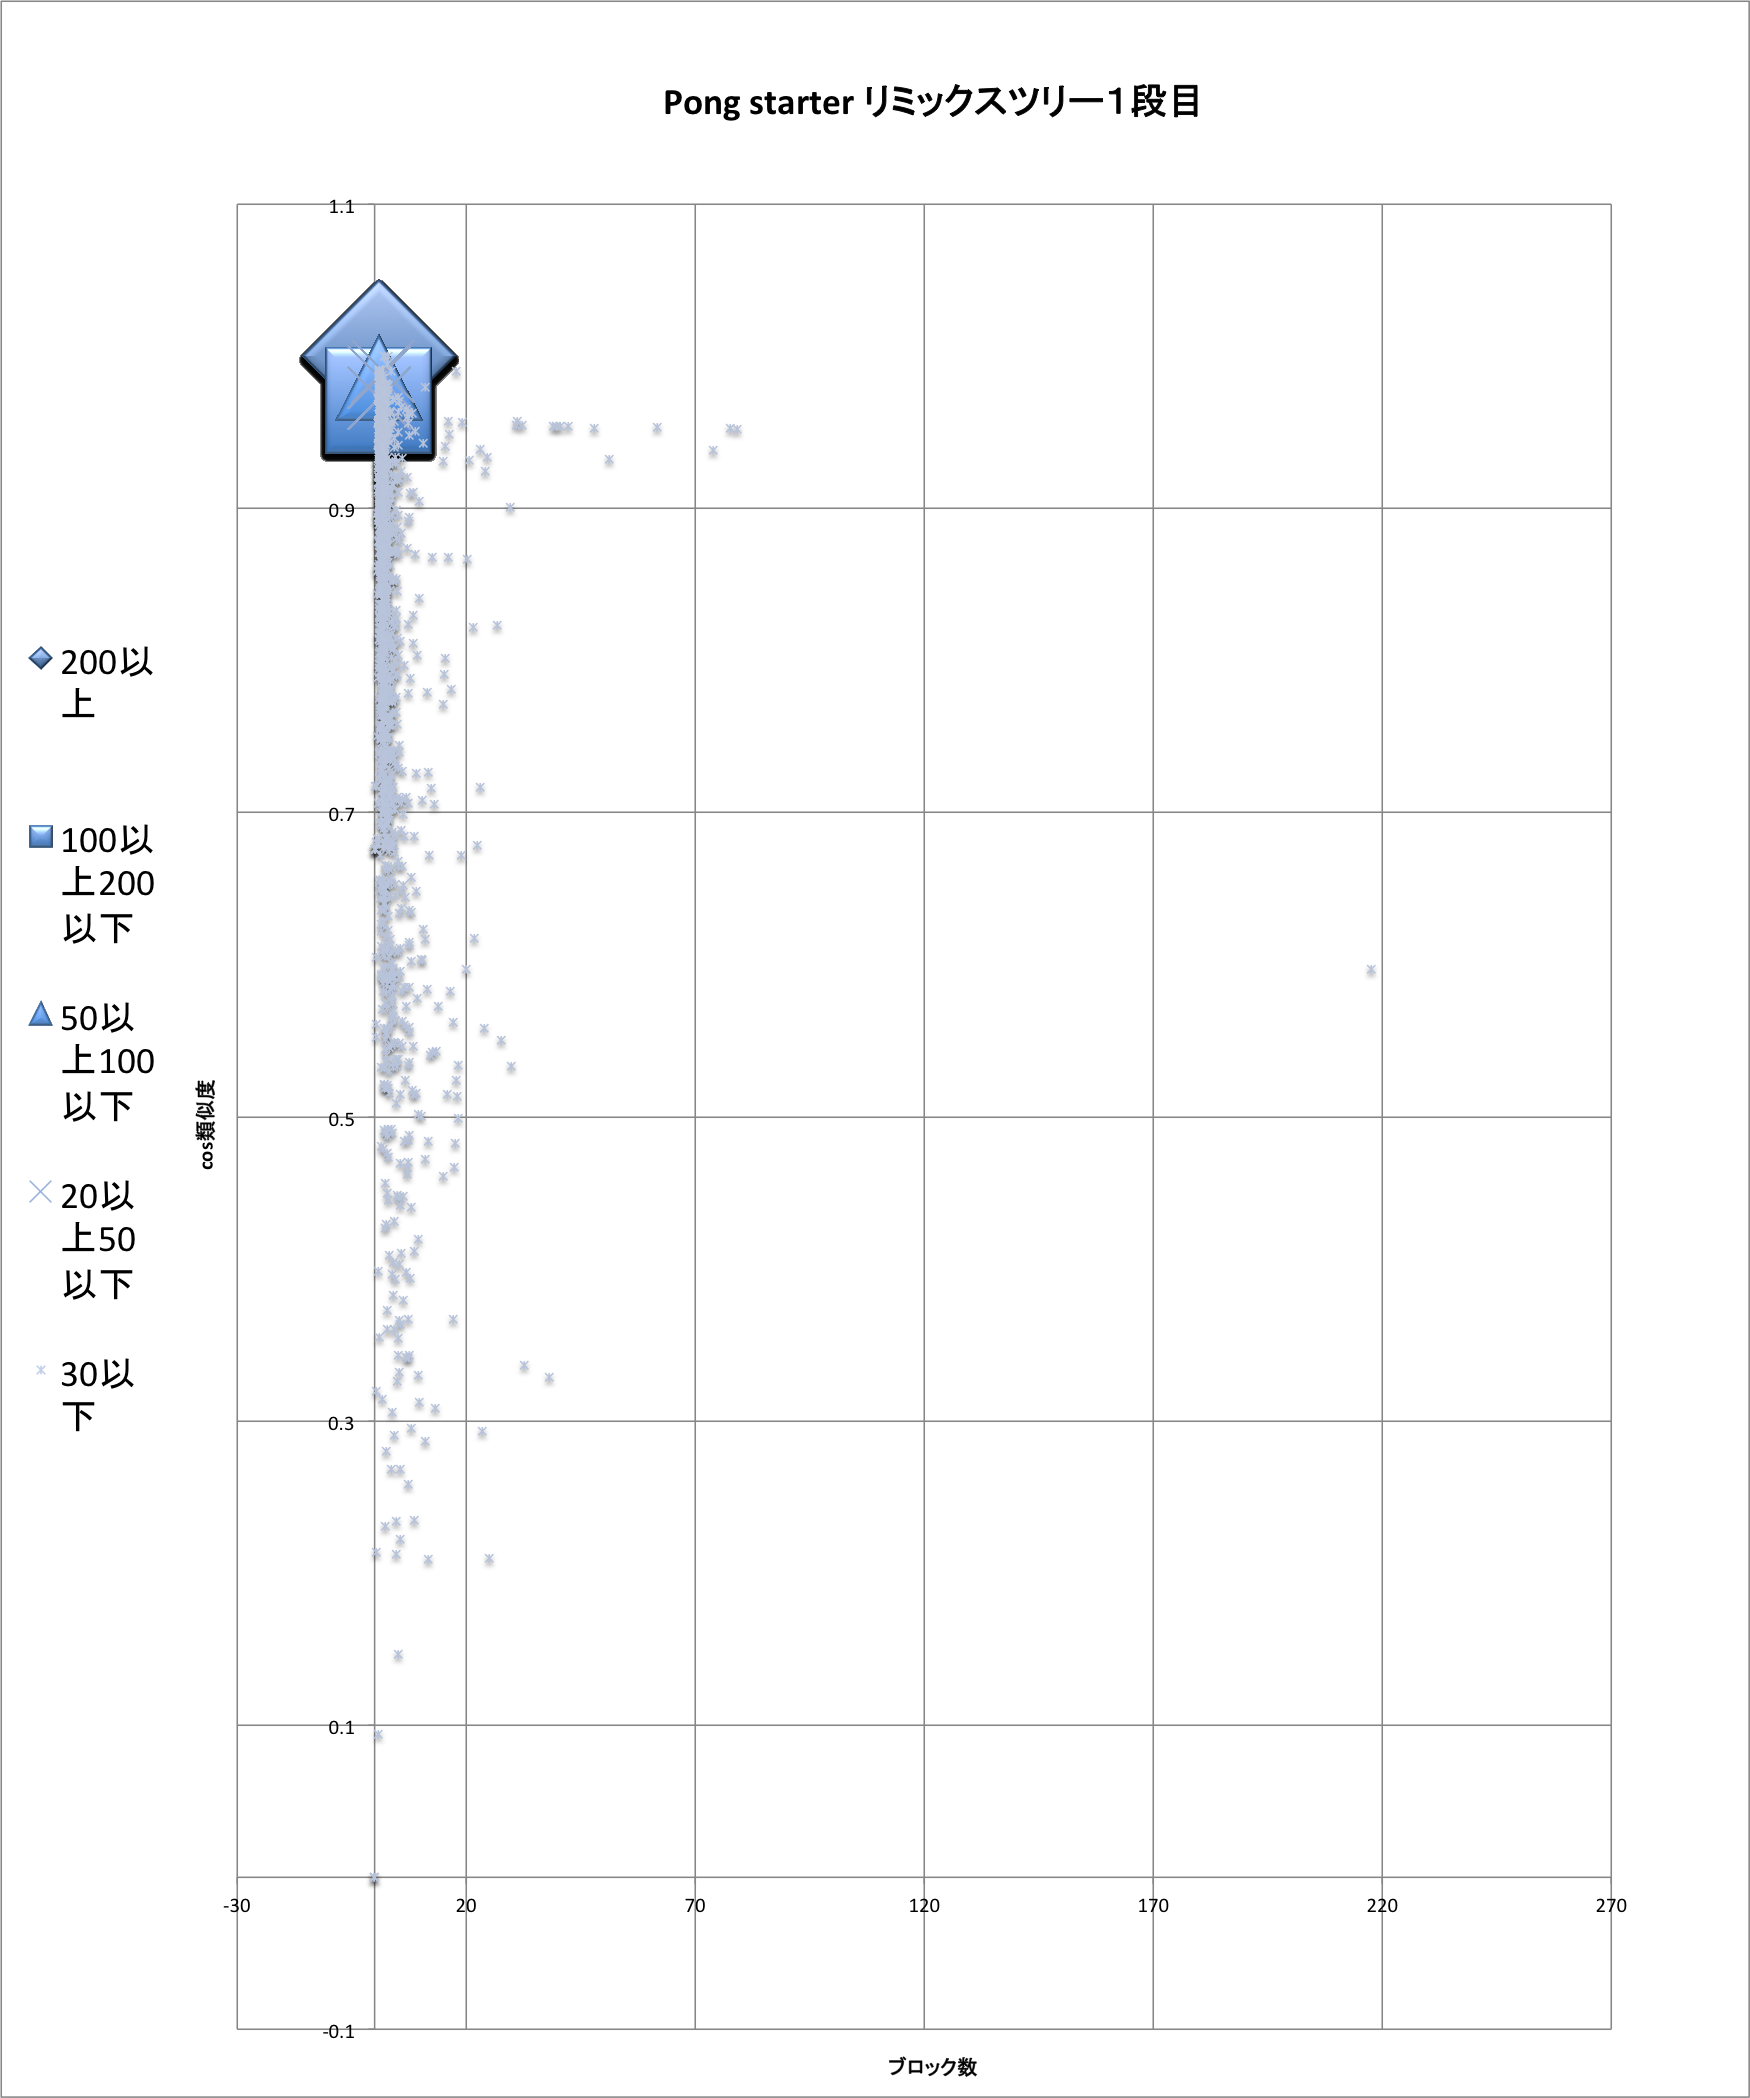 Pong starter リミックスツリー１段目
1.1
0.9
0.7
0.5
0.3
0.1
-0.1
cos類似度
200以
上
100以
上200
以下
50以
上100
以下
20以
上50
以下
30以
下
-30 20 70 120 170 220 270
ブロック数